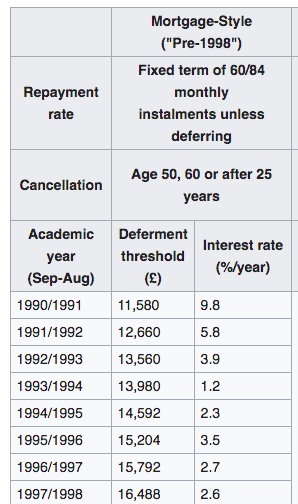 Mortgage-Style
("Pre-1998")
Repayment
rate
Fixed term of 60/84
monthly
instalments unless
deferring
Cancellation
Age 50, 60 or after 25
years
Academic
year
(Sep-Aug)
Deferment
threshold
(£)
Interest rate
(%/year)
1990/1991 11,580 9.8
1991/1992 12,660 5.8
1992/1993 13,560 3.9
1993/1994 13,980 1.2
1994/1995 14,592 2.3
1995/1996 15,204 3.5
1996/1997 15,792 2.7
1997/1998 16,488 2.6